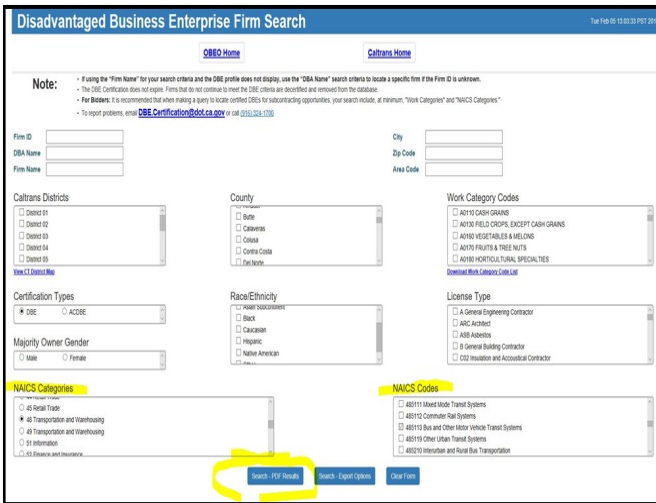 Disadvantaged Business Enterprise Firm Search
Tue Feb 05 13:03:33 PST 201
OBEO Home
Caltrans Home
Note:
• If using the "Firm Name" for your search criteria and the DBE profile does not display, use the "DBA Name" search criteria to locate a specific firm if the Firm ID is unknown.
• The DBE Certification does not expire. Firms that do not continue to meet the DBE criteria are decertified and removed from the database.
• For Bidders: It is recommended that when making a query to locate certified DBEs for subcontracting opportunities, your search include, at minimum, "Work Categories" and "NAICS Categories."
• To report problems, email DBE.Certification@dot.ca.gov or call (916) 324-1700
Firm ID
City
DBA Name
Zip Code
Firm Name
Area Code
Caltrans Districts
District 01
District 02
District 03
District 04
District 05
View CT District Map
County
Butte
Calaveras
Colusa
Contra Costa
Del Norte
Work Category Codes
A0110 CASH GRAINS
A0130 FIELD CROPS, EXCEPT CASH GRAINS
A0160 VEGETABLES & MELONS
A0170 FRUITS & TREE NUTS
A0180 HORTICULTURAL SPECIALTIES
Download Work Category Code List
Certification Types
DBE ACDBE
Majority Owner Gender
Male Female
Race/Ethnicity
Asian Subcontinent
Black
Caucasian
Hispanic
Native American
License Type
A General Engineering Contractor
ARC Architect
ASB Asbestos
B General Building Contractor
C02 Insulation and Accoustical Contractor
NAICS Categories
44 Retail Trade
45 Retail Trade
48 Transportation and Warehousing
49 Transportation and Warehousing
51 Information
52 Finance and Insurance
NAICS Codes
485111 Mixed Mode Transit Systems
485112 Commuter Rail Systems
485113 Bus and Other Motor Vehicle Transit Systems
485119 Other Urban Transit Systems
485210 Interurban and Rural Bus Transportation
Search - PDF Results
Search - Export Options
Clear Form